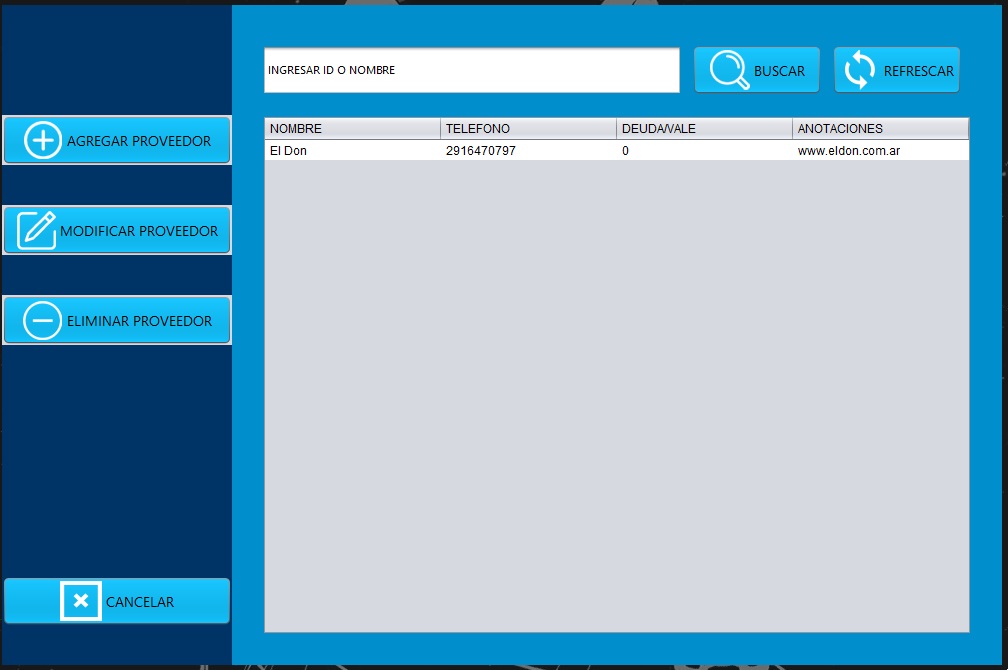 INGRESAR ID O NOMBRE
BUSCAR
REFRESCAR
AGREGAR PROVEEDOR
MODIFICAR PROVEEDOR
ELIMINAR PROVEEDOR
CANCELAR
NOMBRE TELEFONO DEUDA/VALE ANOTACIONES
El Don 2916470797 0 www.eldon.com.ar